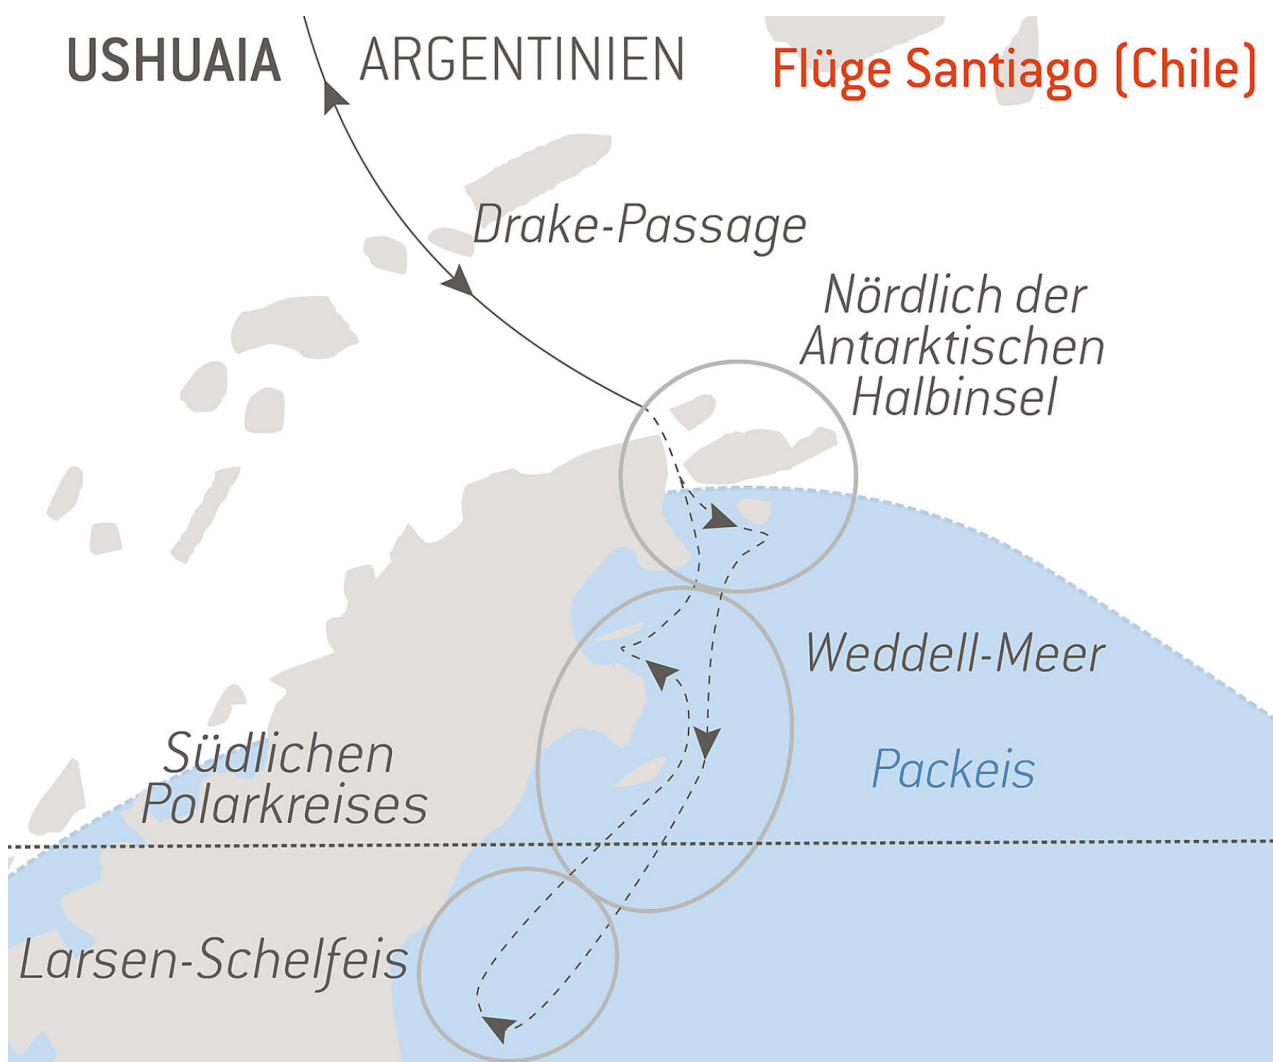 USHUAIA ARGENTINIEN
Flüge Santiago (Chile)
Drake-Passage
Nördlich der
Antarktischen
Halbinsel
Weddell-Meer
Südlichen
Polarkreises
Packeis
Larsen-Schelfeis